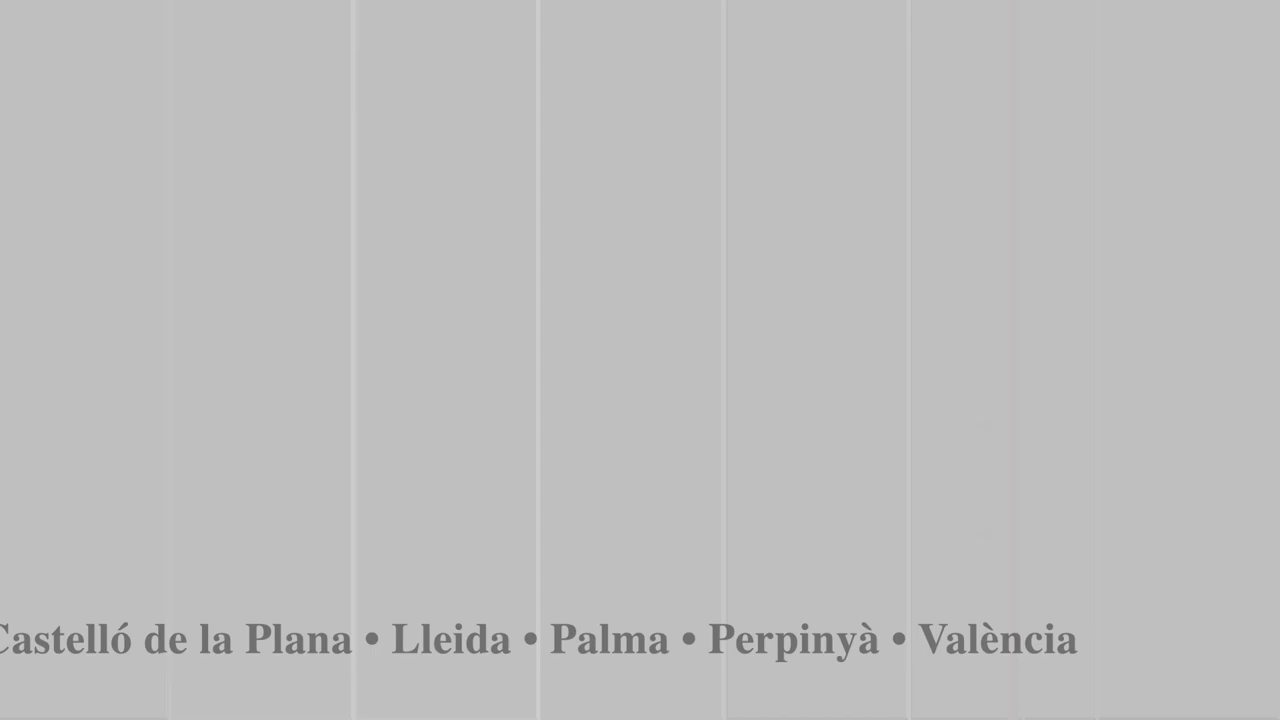 Castelló de la Plana • Lleida • Palma • Perpinyà • València